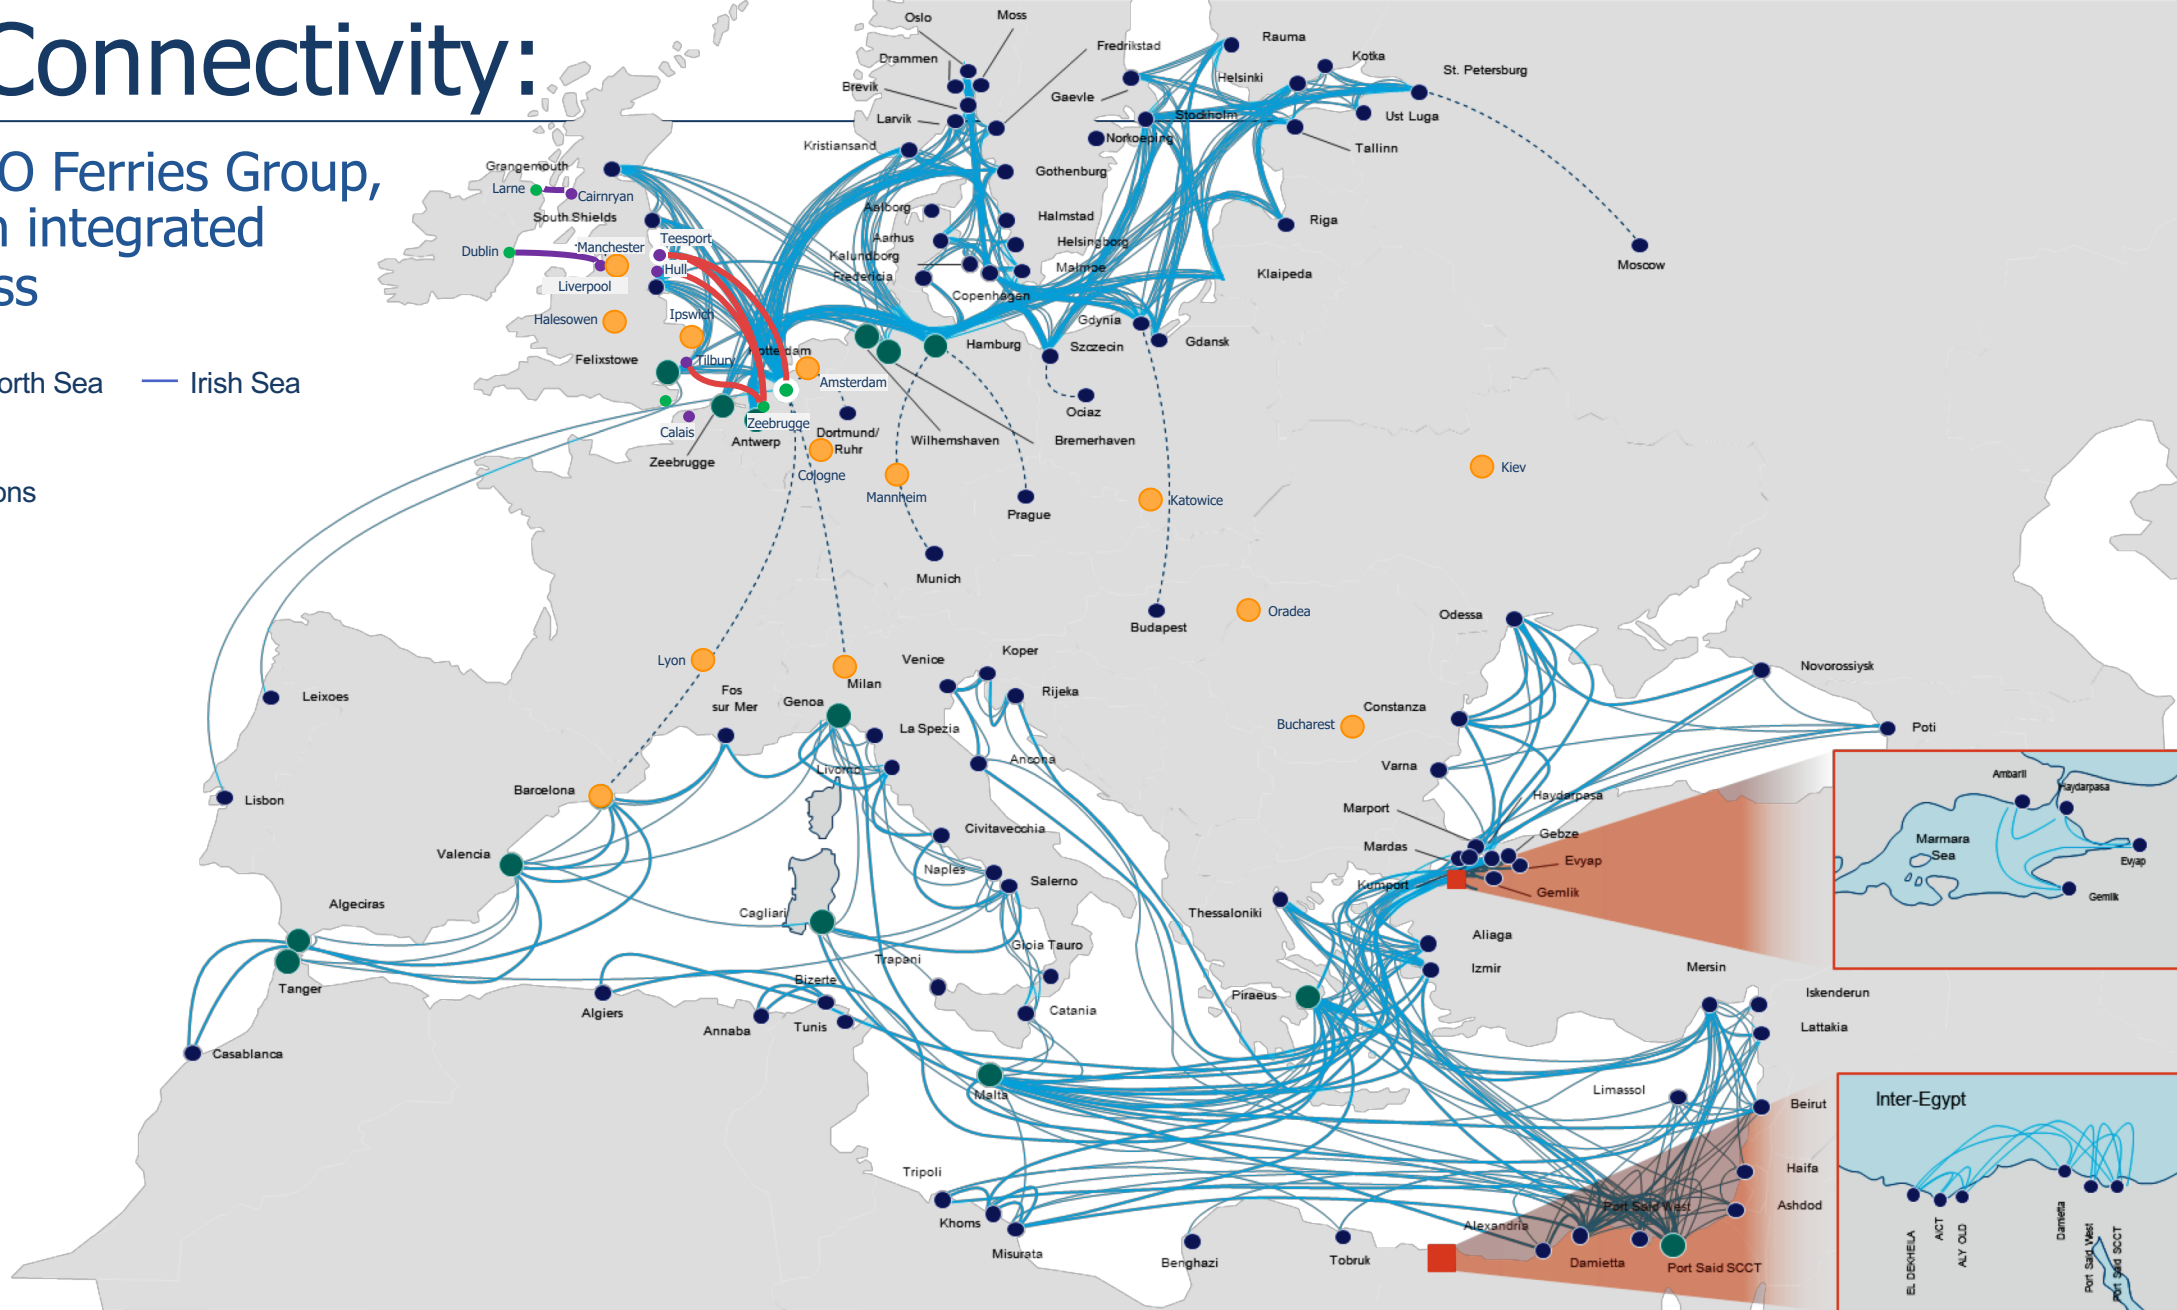 Connectivity:
O Ferries Group,
n integrated
ss
orth Sea
Irish Sea
ons
Oslo
Moss
Drammen
Fredrikstad
Brevik
Larvik
Kristiansand
Gothenburg
Aalborg
Halmstad
Aarhus
Helsingborg
Kalundborg
Malmoe
Fredericia
Copenhagen
Rauma
Kotka
Helsinki
St. Petersburg
Gaevle
Stockholm
Ust Luga
Norkoeping
Tallinn
Riga
Moscow
Klaipeda
Gdynia
Gdansk
Szczecin
Hamburg
Ociaz
Grangemouth
Larne
Cairnryan
South Shields
Teesport
Dublin
Manchester
Hull
Liverpool
Halesowen
Ipswich
Felixstowe
Tilbury
Rotterdam
Amsterdam
Calais
Zeebrugge
Antwerp
Dortmund/
Ruhr
Zeebrugge
Cologne
Wilhemshaven
Bremerhaven
Mannheim
Prague
Munich
Katowice
Kiev
Budapest
Oradea
Lyon
Milan
Fos
sur Mer
Genoa
La Spezia
Livorno
Venice
Koper
Rijeka
Ancona
Leixoes
Lisbon
Barcelona
Valencia
Algeciras
Tanger
Casablanca
Civitavecchia
Naples
Salerno
Cagliari
Gioia Tauro
Trapani
Catania
Algiers
Annaba
Bizerte
Tunis
Malta
Tripoli
Khoms
Misurata
Benghazi
Tobruk
Odessa
Novorossiysk
Constanza
Bucharest
Poti
Varna
Marport
Haydarpasa
Gebze
Mardas
Evyap
Kumport
Gemlik
Thessaloniki
Aliaga
Izmir
Piraeus
Mersin
Iskenderun
Lattakia
Limassol
Beirut
Haifa
Ashdod
Port Said West
Alexandria
Damietta
Port Said SCCT
Ambarli
Haydarpasa
Marmara
Sea
Evyap
Gemlik
Inter-Egypt
EL DEKHEILA
AICT
ALY OLD
Damietta
Port Said West
Port Said SCCT